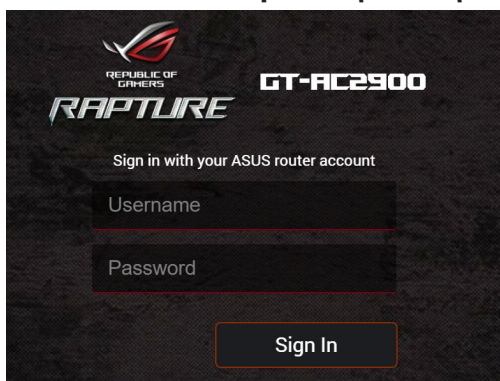 REPUBLIC OF
GAMERS
RAPTURE
GT-AC2900
Sign in with your ASUS router account
Username
Password
Sign In